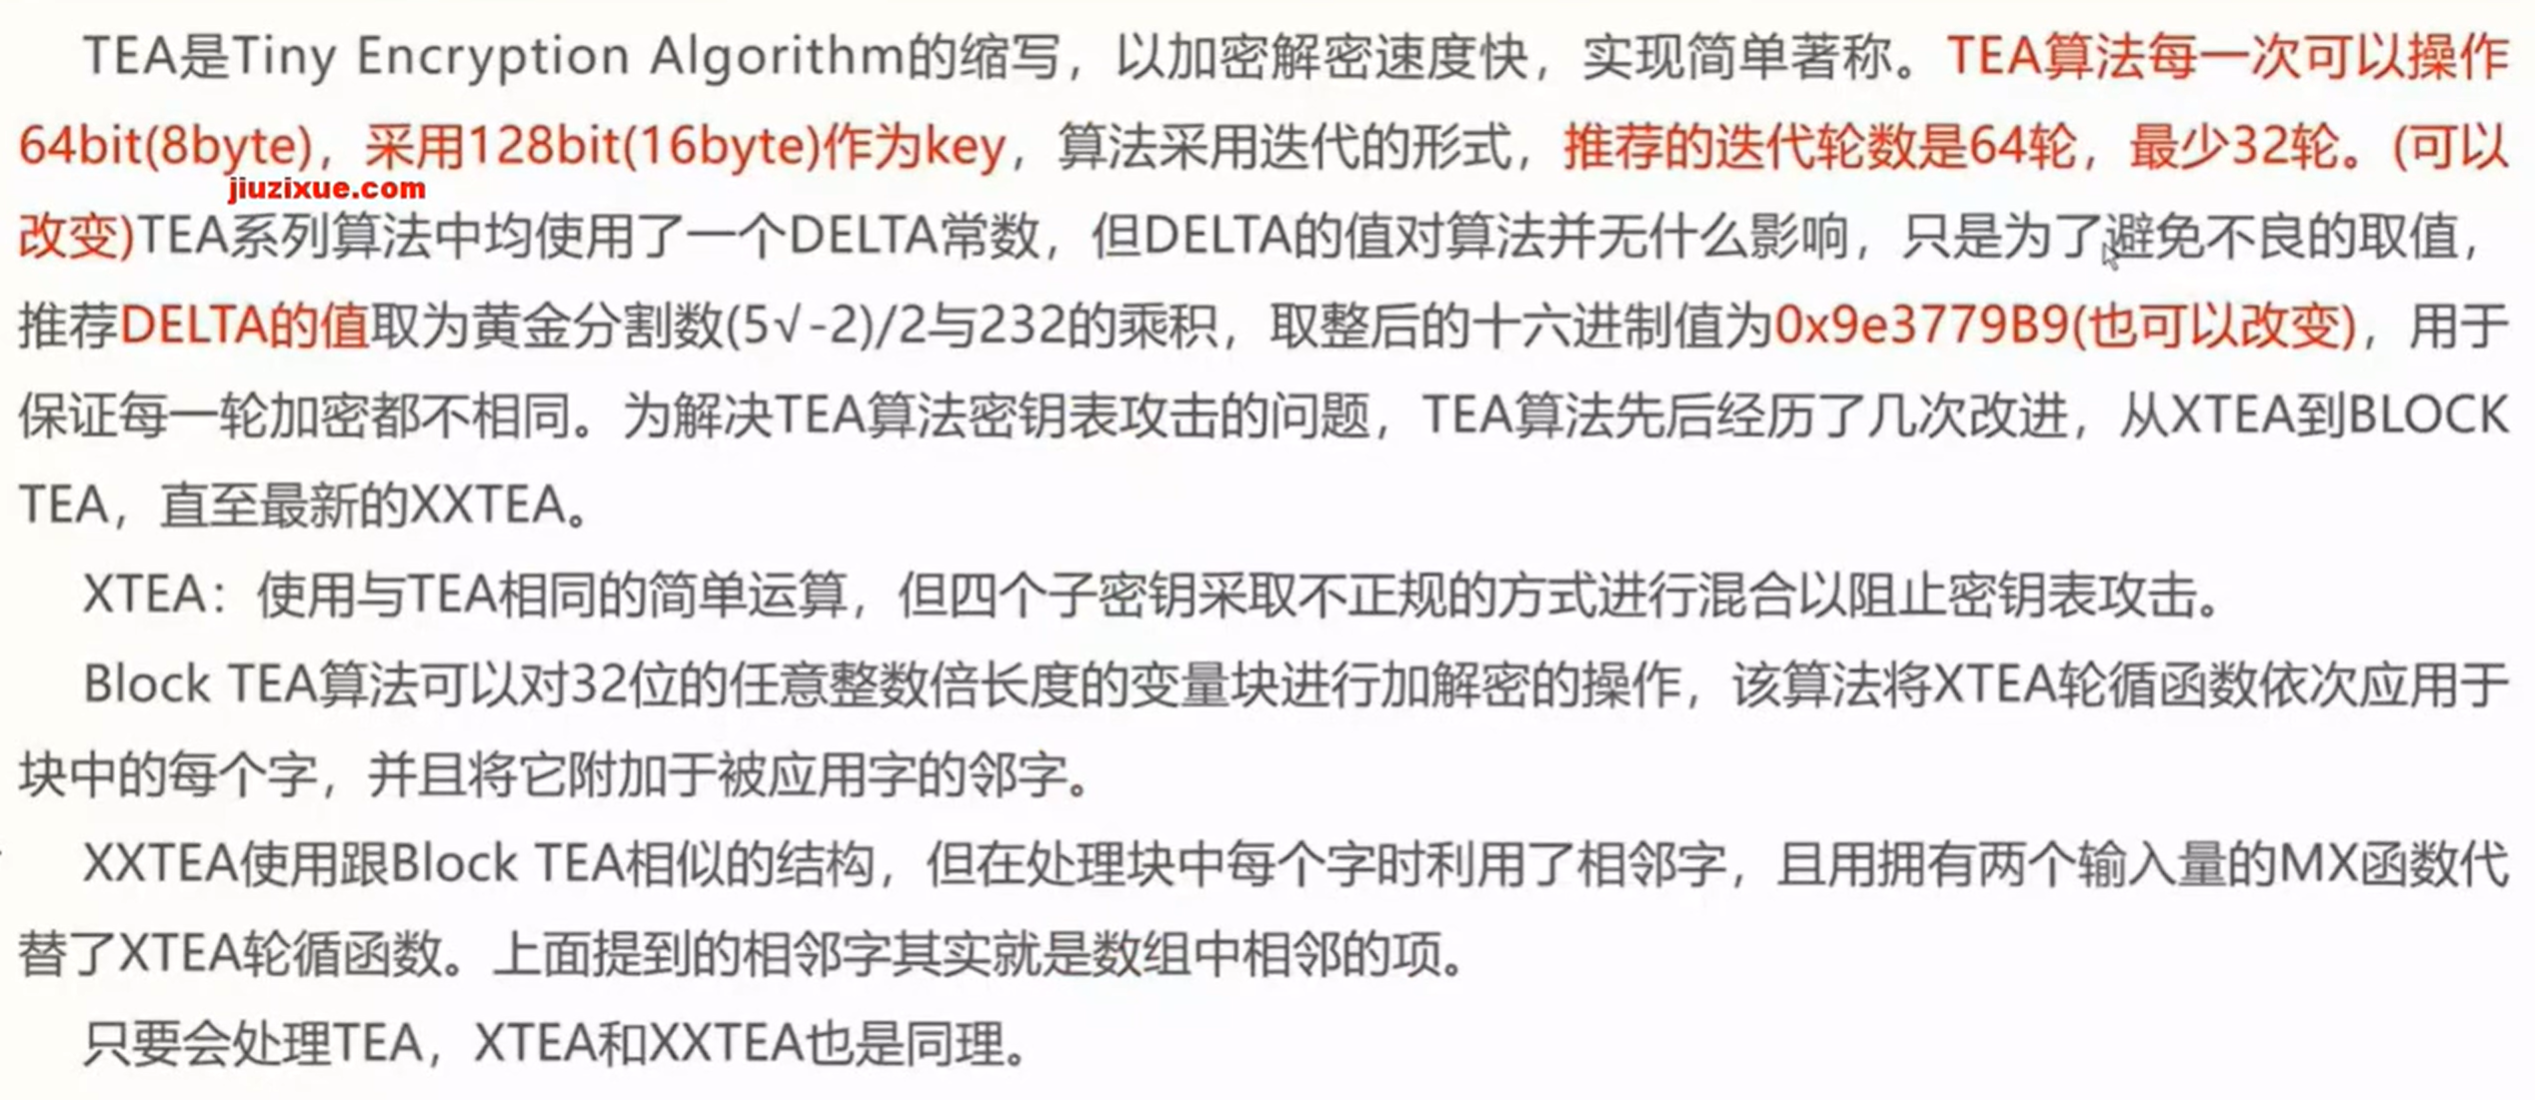 TEA是Tiny Encryption Algorithm的缩写，以加密解密速度快，实现简单著称。TEA算法每一次可以操作
64bit(8byte)，采用128bit(16byte)作为key，算法采用迭代的形式，推荐的迭代轮数是64轮，最少32轮。(可以
jiuzixue.com
改变)TEA系列算法中均使用了一个DELTA常数，但DELTA的值对算法并无什么影响，只是为了避免不良的取值，
推荐DELTA的值取为黄金分割数(5√-2)/2与232的乘积，取整后的十六进制值为0x9e3779B9(也可以改变)，用于
保证每一轮加密都不相同。为解决TEA算法密钥表攻击的问题，TEA算法先后经历了几次改进，从XTEA到BLOCK
TEA，直至最新的XXTEA。
XTEA：使用与TEA相同的简单运算，但四个子密钥采取不正规的方式进行混合以阻止密钥表攻击。
Block TEA算法可以对32位的任意整数倍长度的变量块进行加解密的操作，该算法将XTEA轮循函数依次应用于
块中的每个字，并且将它附加于被应用字的邻字。
XXTEA使用跟Block TEA相似的结构，但在处理块中每个字时利用了相邻字，且用拥有两个输入量的MX函数代
替了XTEA轮循函数。上面提到的相邻字其实就是数组中相邻的项。
只要会处理TEA，XTEA和XXTEA也是同理。